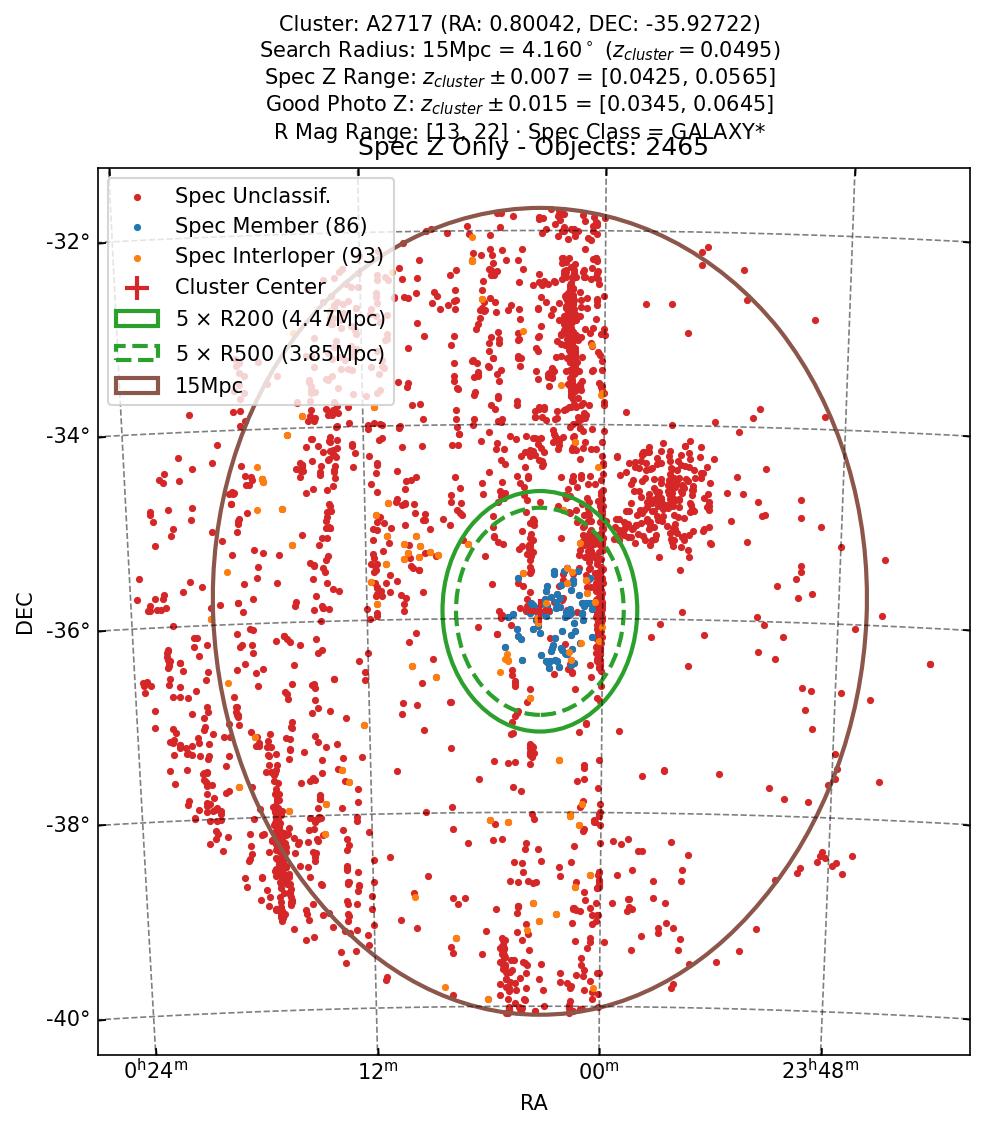 Cluster: A2717 (RA: 0.80042, DEC: -35.92722)
Search Radius: 15Mpc = 4.160° (z_cluster = 0.0495)
Spec Z Range: z_cluster ± 0.007 = [0.0425, 0.0565]
Good Photo Z: z_cluster ± 0.015 = [0.0345, 0.0645]
R Mag Range: [13, 22] · Spec Class = GALAXY*
Spec Z Only - Objects: 2465
Spec Unclassif.
Spec Member (86)
Spec Interloper (93)
Cluster Center
5 × R200 (4.47Mpc)
5 × R500 (3.85Mpc)
15Mpc
-32°
-34°
-36°
-38°
-40°
DEC
0h24m 12m 00m 23h48m
RA